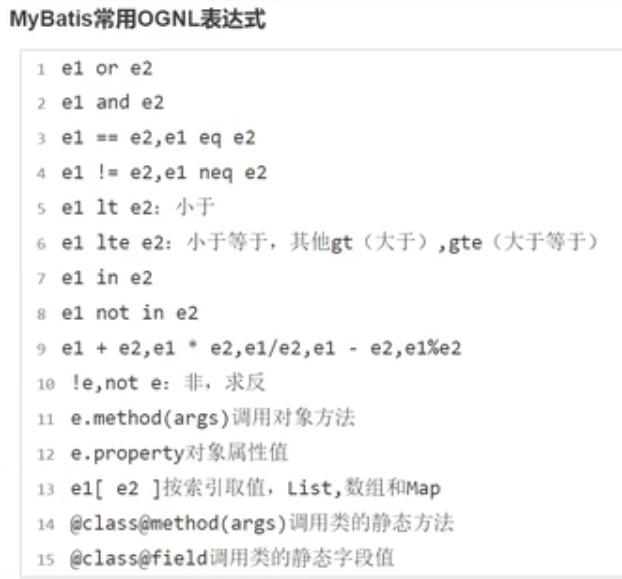 MyBatis常用OGNL表达式
1 e1 or e2
2 e1 and e2
3 e1 == e2,e1 eq e2
4 e1 != e2,e1 neq e2
5 e1 lt e2：小于
6 e1 lte e2：小于等于，其他gt（大于）,gte（大于等于）
7 e1 in e2
8 e1 not in e2
9 e1 + e2,e1 * e2,e1/e2,e1 - e2,e1%e2
10 !e,not e：非，求反
11 e.method(args)调用对象方法
12 e.property对象属性值
13 e1[ e2 ]按索引取值，List,数组和Map
14 @class@method(args)调用类的静态方法
15 @class@field调用类的静态字段值